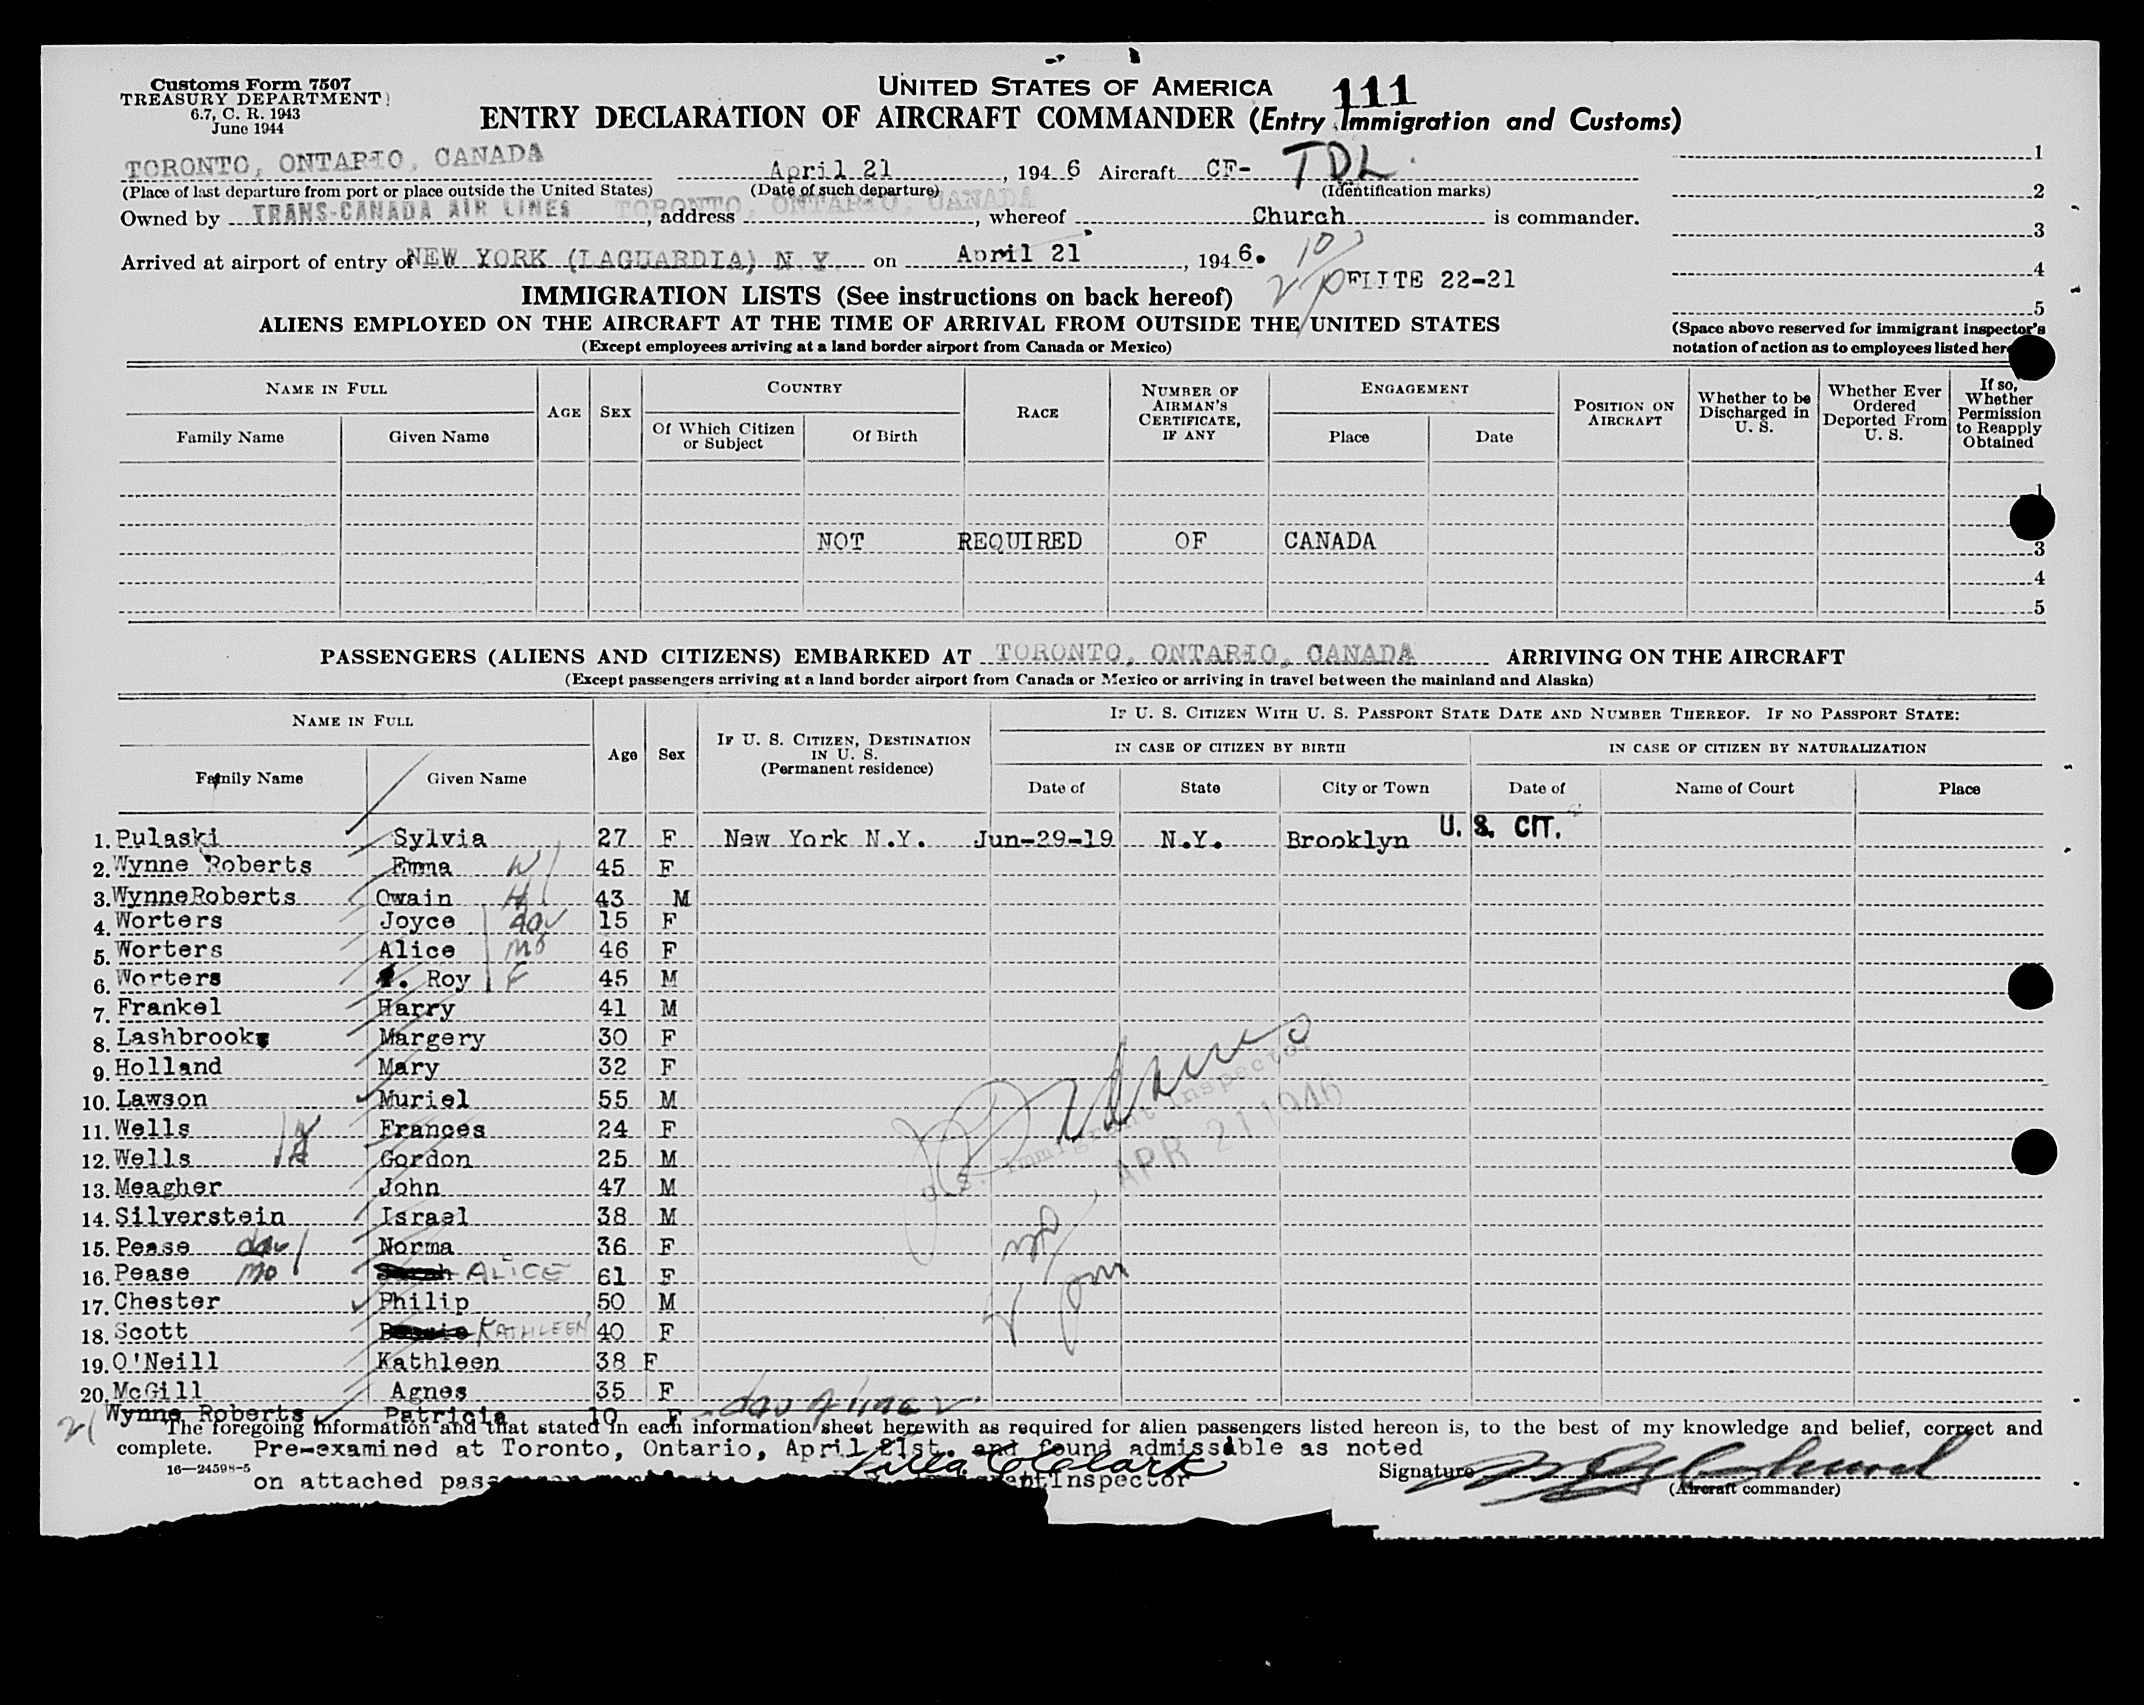 Customs Form 7507
TREASURY DEPARTMENT
6.7, C. R. 1943
June 1944
UNITED STATES OF AMERICA
111
ENTRY DECLARATION OF AIRCRAFT COMMANDER (Entry Immigration and Customs)
TORONTO, ONTARIO, CANADA April 21, 1946 Aircraft CF- TDL. 1
(Place of last departure from port or place outside the United States) (Date of such departure) (Identification marks) 2
Owned by TRANS-CANADA AIR LINES, address TORONTO, ONTARIO, CANADA, whereof Church is commander.
3
Arrived at airport of entry of NEW YORK (LAGUARDIA) N.Y. on April 21, 1946.
4
FLITE 22-21
5
IMMIGRATION LISTS (See instructions on back hereof)
ALIENS EMPLOYED ON THE AIRCRAFT AT THE TIME OF ARRIVAL FROM OUTSIDE THE UNITED STATES
(Except employees arriving at a land border airport from Canada or Mexico)
(Space above reserved for immigrant inspector's
notation of action as to employees listed
NAME IN FULL AGE SEX COUNTRY RACE NUMBER OF AIRMAN'S CERTIFICATE, IF ANY ENGAGEMENT POSITION ON AIRCRAFT Whether to be Discharged in U. S. Whether Ever Ordered Deported From U. S. If so, Whether Permission to Reapply Obtained
Family Name Given Name Of Which Citizen or Subject Of Birth Place Date
1
NOT REQUIRED OF CANADA 3
4
5
PASSENGERS (ALIENS AND CITIZENS) EMBARKED AT TORONTO, ONTARIO, CANADA ARRIVING ON THE AIRCRAFT
(Except passengers arriving at a land border airport from Canada or Mexico or arriving in travel between the mainland and Alaska)
NAME IN FULL Age Sex IF U. S. CITIZEN, DESTINATION IN U. S. (Permanent residence) IF U. S. CITIZEN WITH U. S. PASSPORT STATE DATE AND NUMBER THEREOF. IF NO PASSPORT STATE:
IN CASE OF CITIZEN BY BIRTH IN CASE OF CITIZEN BY NATURALIZATION
Family Name Given Name Date of State City or Town Date of Name of Court Place
1. Pulaski Sylvia 27 F New York N.Y. Jun-29-19 N.Y. Brooklyn U. S. CIT.
2. Wynne Roberts Emma W 45 F
3. WynneRoberts Owain H 43 M
4. Worters Joyce dau 15 F
5. Worters Alice Mo 46 F
6. Worters . Roy F 45 M
7. Frankel Harry 41 M
8. Lashbrook Margery 30 F
9. Holland Mary 32 F
10. Lawson Muriel 55 M
11. Wells Frances 24 F
12. Wells Gordon 25 M
13. Meagher John 47 M
14. Silverstein Israel 38 M
15. Pease dau Norma 36 F
16. Pease Mo ALICE 61 F
17. Chester Philip 50 M
18. Scott KATHLEEN 40 F
19. O'Neill Kathleen 38 F
20. McGill Agnes 35 F
21 Wynne Roberts Patricia 10 F
U.S. Immigrant Inspector
APR 21 1946
The foregoing information and that stated in each information sheet herewith as required for alien passengers listed hereon is, to the best of my knowledge and belief, correct and
complete. Pre-examined at Toronto, Ontario, April 21st. and found admissable as noted
16—24598-5 on attached Inspector
Signature
(Aircraft commander)